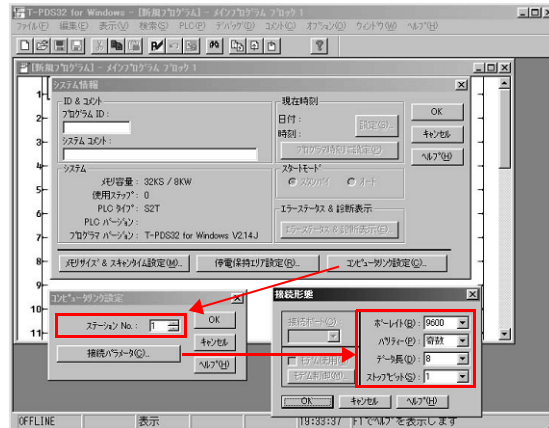 T-PDS32 for Windows - [新規ﾌﾟﾛｸﾞﾗﾑ] - ﾒｲﾝﾌﾟﾛｸﾞﾗﾑ ﾌﾞﾛｯｸ 1
ﾌｧｲﾙ(F) 編集(E) 表示(V) 検索(S) PLC(P) ﾃﾞﾊﾞｯｸﾞ(D) ｺﾒﾝﾄ(C) ｵﾌﾟｼｮﾝ(O) ｳｨﾝﾄﾞｳ(W) ﾍﾙﾌﾟ(H)
[新規ﾌﾟﾛｸﾞﾗﾑ] - ﾒｲﾝﾌﾟﾛｸﾞﾗﾑ ﾌﾞﾛｯｸ 1
システム情報
ID & ｺﾒﾝﾄ
ﾌﾟﾛｸﾞﾗﾑ ID :
ｼｽﾃﾑ ｺﾒﾝﾄ :
現在時刻
日付 :
時刻 :
設定(S)...
ﾌﾟﾛｸﾞﾗﾏ時刻に設定(P)
OK
ｷｬﾝｾﾙ
ﾍﾙﾌﾟ(H)
ｼｽﾃﾑ
ﾒﾓﾘ容量 : 32KS / 8KW
使用ｽﾃｯﾌﾟ : 0
PLC ﾀｲﾌﾟ : S2T
PLC ﾊﾞｰｼﾞｮﾝ :
ﾌﾟﾛｸﾞﾗﾏ ﾊﾞｰｼﾞｮﾝ : T-PDS32 for Windows V2.14J
ｽﾀｰﾄﾓｰﾄﾞ
ｽﾀﾝﾊﾞｲ ｵｰﾄ
ｴﾗｰｽﾃｰﾀｽ & 診断表示
ｴﾗｰｽﾃｰﾀｽ & 診断表示(E)...
ﾒﾓﾘｻｲｽﾞ & ｽｷｬﾝﾀｲﾑ設定(M)... 停電保持ｴﾘｱ設定(R)... ｺﾝﾋﾟｭｰﾀﾘﾝｸ設定(C)...
1
2
3
4
5
6
7
8
9
10
11
ｺﾝﾋﾟｭｰﾀﾘﾝｸ設定
ｽﾃｰｼｮﾝ No. : 1
接続ﾊﾟﾗﾒｰﾀ(C)...
OK
ｷｬﾝｾﾙ
ﾍﾙﾌﾟ(H)
接続形態
接続ﾎﾟｰﾄ(C) :
ﾓﾃﾞﾑ使用(U)
ﾓﾃﾞﾑ制御(M)...
ﾎﾞｰﾚｲﾄ(B) : 9600
ﾊﾟﾘﾃｨｰ(P) : 奇数
ﾃﾞｰﾀ長(D) : 8
ｽﾄｯﾌﾟﾋﾞｯﾄ(S) : 1
OK ｷｬﾝｾﾙ ﾍﾙﾌﾟ(H)
OFFLINE 表示 19:33:37 F1でﾍﾙﾌﾟを表示します